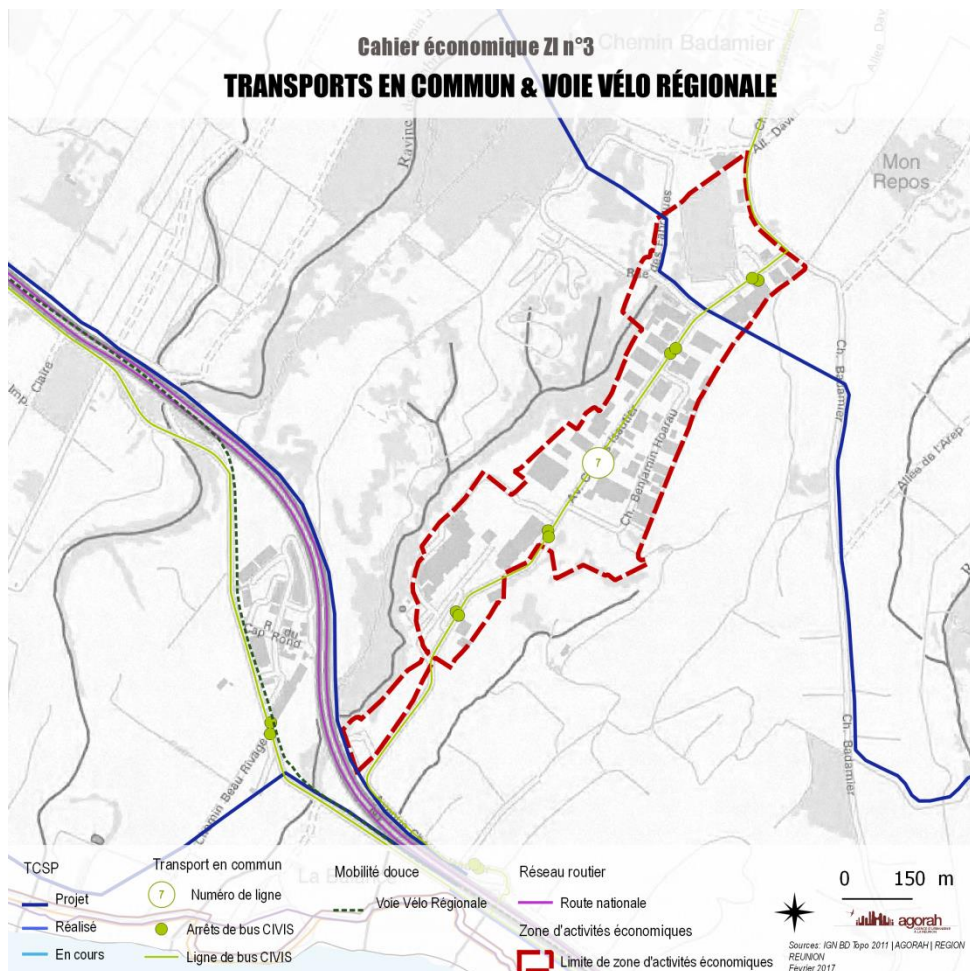 Cahier économique ZI n°3
Chemin Badamier
TRANSPORTS EN COMMUN & VOIE VÉLO RÉGIONALE
Mon
Repos
Rue des Fabriques
Imp. Claire
Ch. Badamier
Allée de l'Arep
Isautier
7
Ch. Benjamin Hoarau
R. du
Cap Rond
Ch. Badamier
Chemin Beau Rivage
TCSP
Projet
Réalisé
En cours
Transport en commun
7
Numéro de ligne
Arrêts de bus CIVIS
Ligne de bus CIVIS
Mobilité douce
Voie Vélo Régionale
Réseau routier
Route nationale
Zone d'activités économiques
Limite de zone d'activités économiques
0 150 m
agorah
Sources: IGN BD Topo 2011 | AGORAH | REGION
REUNION
Février 2017